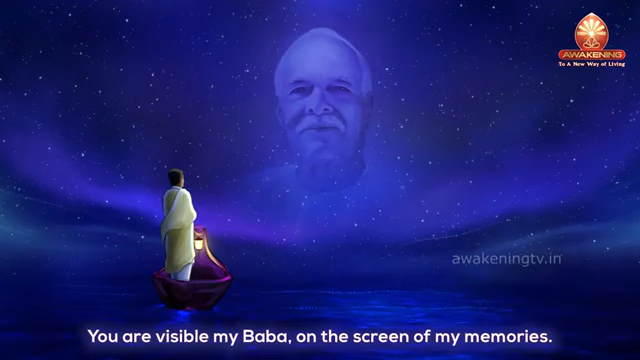 AWAKENING
To A New Way of Living
awakeningtv.in
You are visible my Baba, on the screen of my memories.